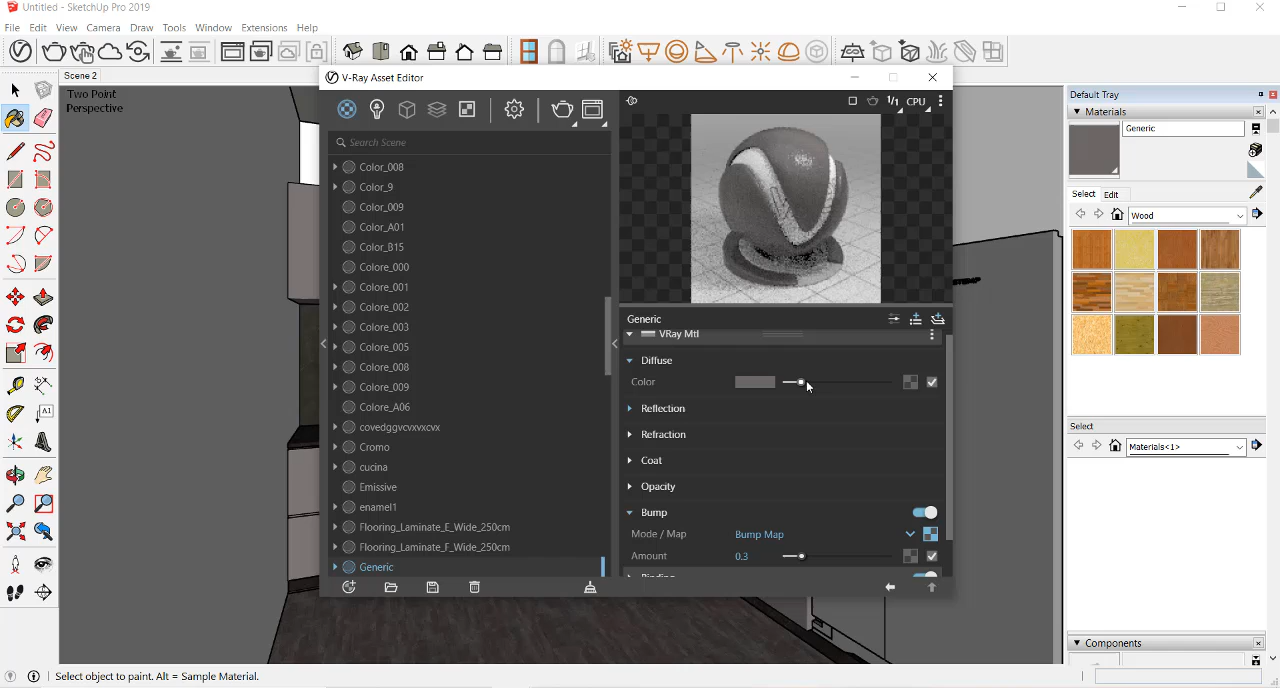 Untitled - SketchUp Pro 2019
File Edit View Camera Draw Tools Window Extensions Help
Scene 2
Two Point
Perspective
V-Ray Asset Editor
1/1 CPU
Search Scene
Color_008
Color_9
Color_009
Color_A01
Color_B15
Colore_000
Colore_001
Colore_002
Colore_003
Colore_005
Colore_008
Colore_009
Colore_A06
covedggvcvxvxcvx
Cromo
cucina
Emissive
enamel1
Flooring_Laminate_E_Wide_250cm
Flooring_Laminate_F_Wide_250cm
Generic
Generic
VRay Mtl
Diffuse
Color
Reflection
Refraction
Coat
Opacity
Bump
Mode / Map Bump Map
Amount 0.3
Binding
Default Tray
Materials
Generic
Select Edit
Wood
Select
Materials<1>
Components
A1
Select object to paint. Alt = Sample Material.